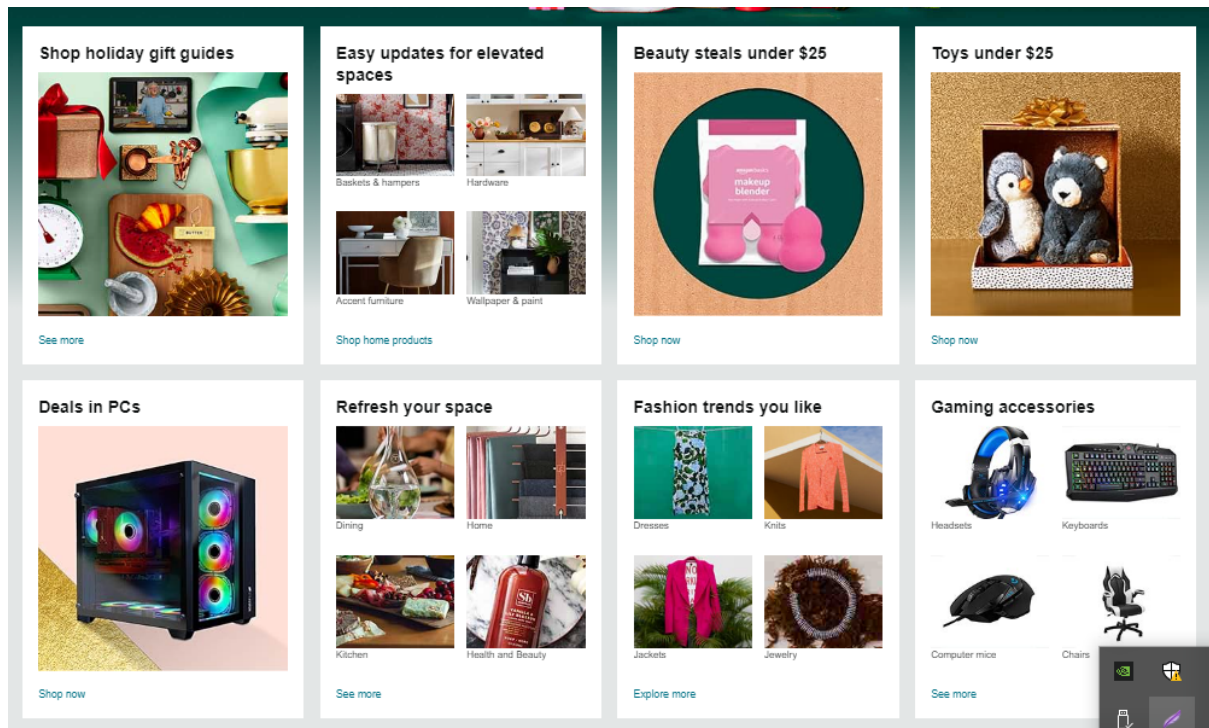 Shop holiday gift guides
Easy updates for elevated
spaces
Beauty steals under $25
Toys under $25
BUTTER
makeup
blender
Baskets & hampers
Hardware
Accent furniture
Wallpaper & paint
See more
Shop home products
Shop now
Shop now
Deals in PCs
Refresh your space
Fashion trends you like
Gaming accessories
Dining
Home
Dresses
Knits
Headsets
Keyboards
Sb
Kitchen
Health and Beauty
Jackets
Jewelry
Computer mice
Chairs
Shop now
See more
Explore more
See more